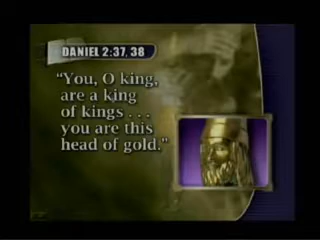 DANIEL 2:37, 38
“You, O king,
are a king
of kings . . .
you are this
head of gold.”